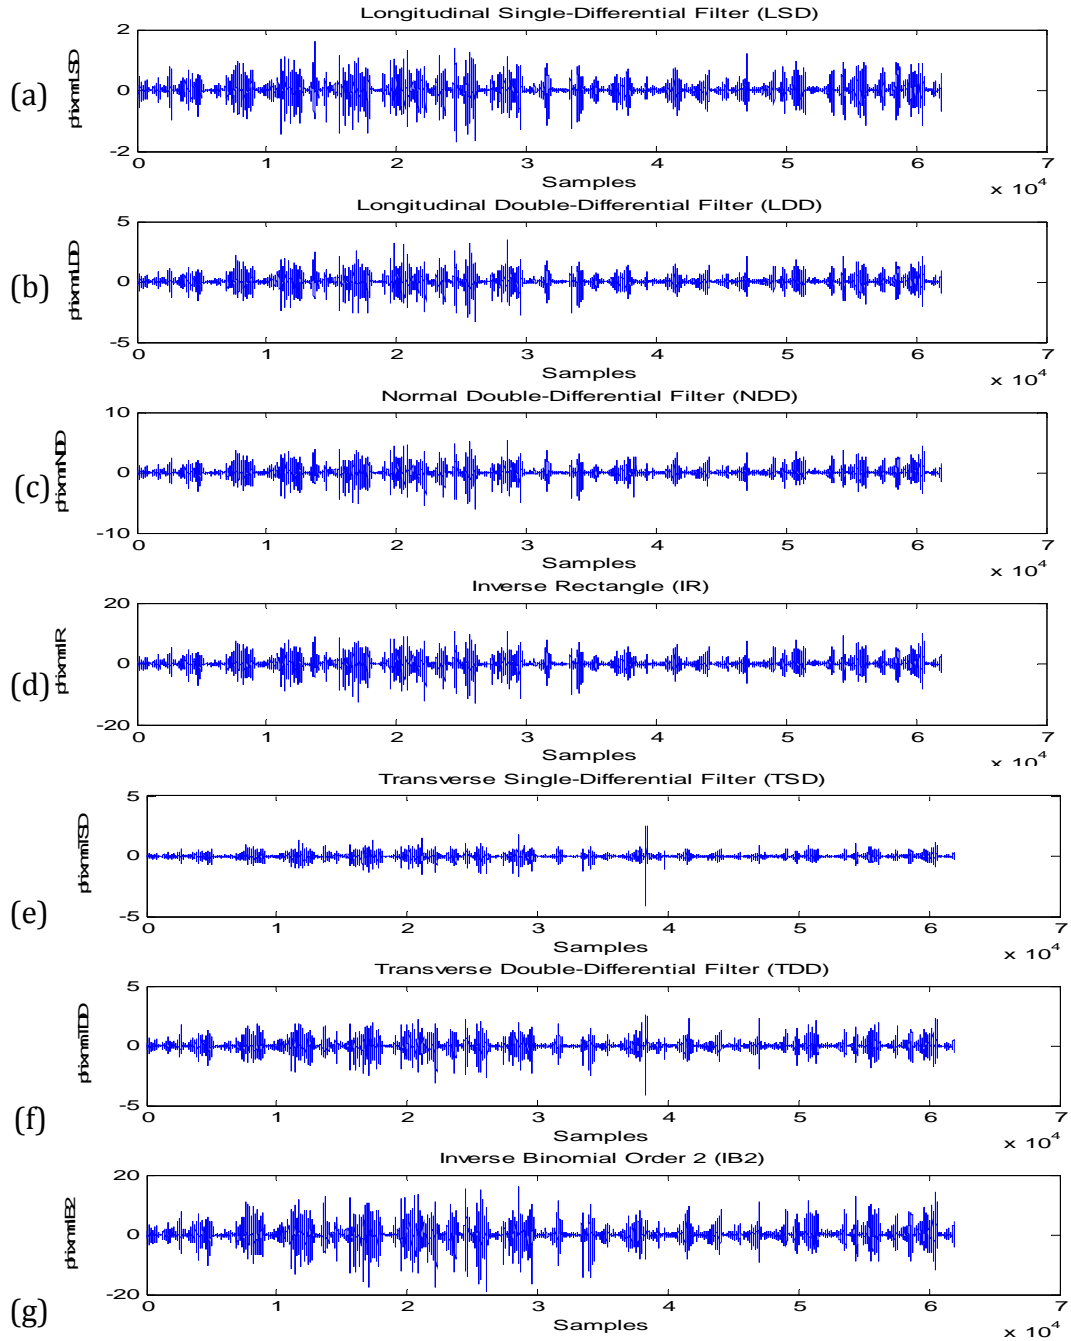 Longitudinal Single-Differential Filter (LSD)
(a)
2
0
-2
0 1 2 3 4 5 6 7
Samples
x 10^4
Longitudinal Double-Differential Filter (LDD)
(b)
5
0
-5
0 1 2 3 4 5 6 7
Samples
x 10^4
Normal Double-Differential Filter (NDD)
(c)
10
0
-10
0 1 2 3 4 5 6 7
Samples
x 10^4
Inverse Rectangle (IR)
(d)
20
0
-20
0 1 2 3 4 5 6 7
Samples
x 10^4
Transverse Single-Differential Filter (TSD)
(e)
5
0
-5
0 1 2 3 4 5 6 7
Samples
x 10^4
Transverse Double-Differential Filter (TDD)
(f)
5
0
-5
0 1 2 3 4 5 6 7
Samples
x 10^4
Inverse Binomial Order 2 (IB2)
(g)
20
0
-20
0 1 2 3 4 5 6 7
Samples
x 10^4